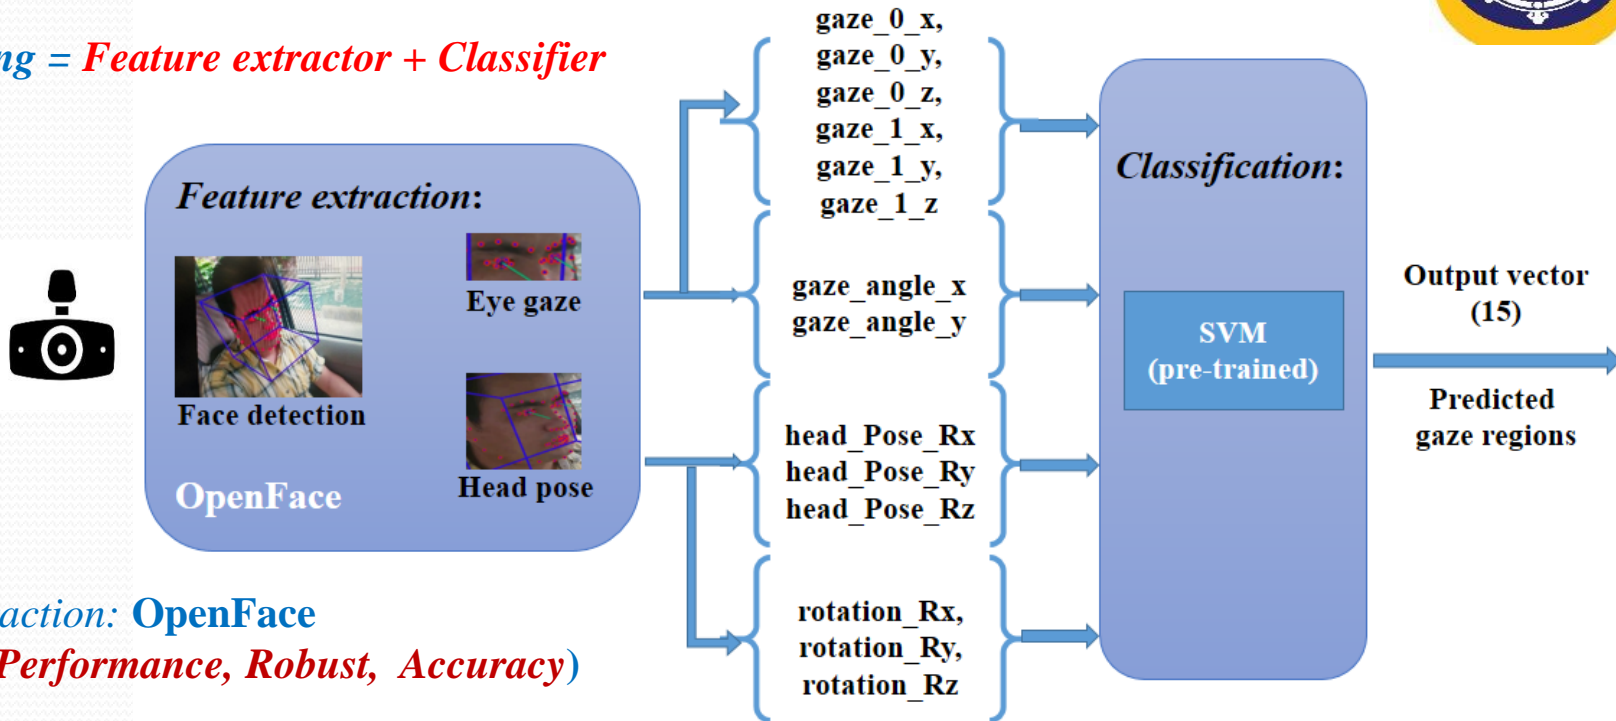 = Feature extractor + Classifier
Feature extraction:
Eye gaze
Face detection
Head pose
OpenFace
OpenFace
Performance, Robust, Accuracy)
gaze_0_x,
gaze_0_y,
gaze_0_z,
gaze_1_x,
gaze_1_y,
gaze_1_z
gaze_angle_x
gaze_angle_y
head_Pose_Rx
head_Pose_Ry
head_Pose_Rz
rotation_Rx,
rotation_Ry,
rotation_Rz
Classification:
SVM
(pre-trained)
Output vector
(15)
Predicted
gaze regions